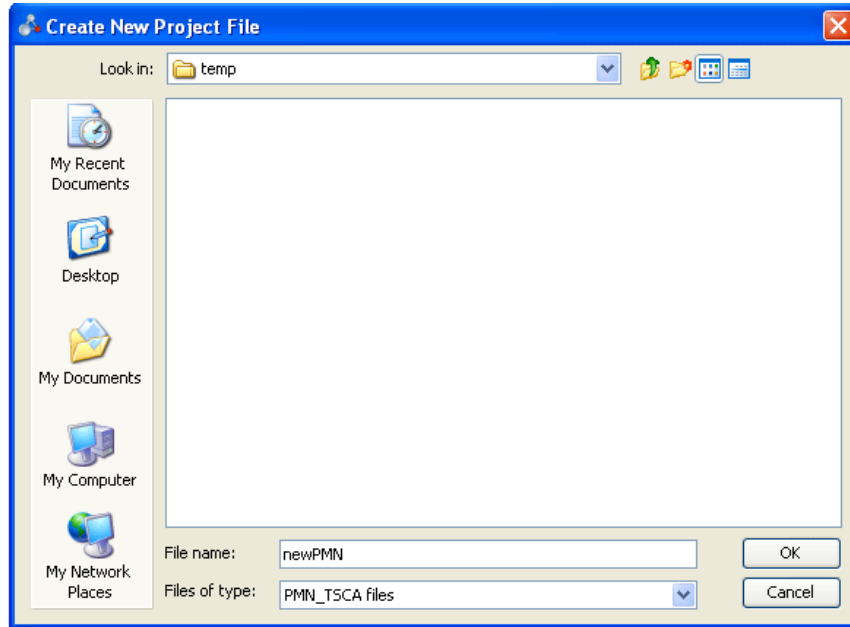 Create New Project File
Look in:
temp
My Recent
Documents
Desktop
My Documents
My Computer
My Network
Places
File name:
newPMN
OK
Files of type:
PMN_TSCA files
Cancel